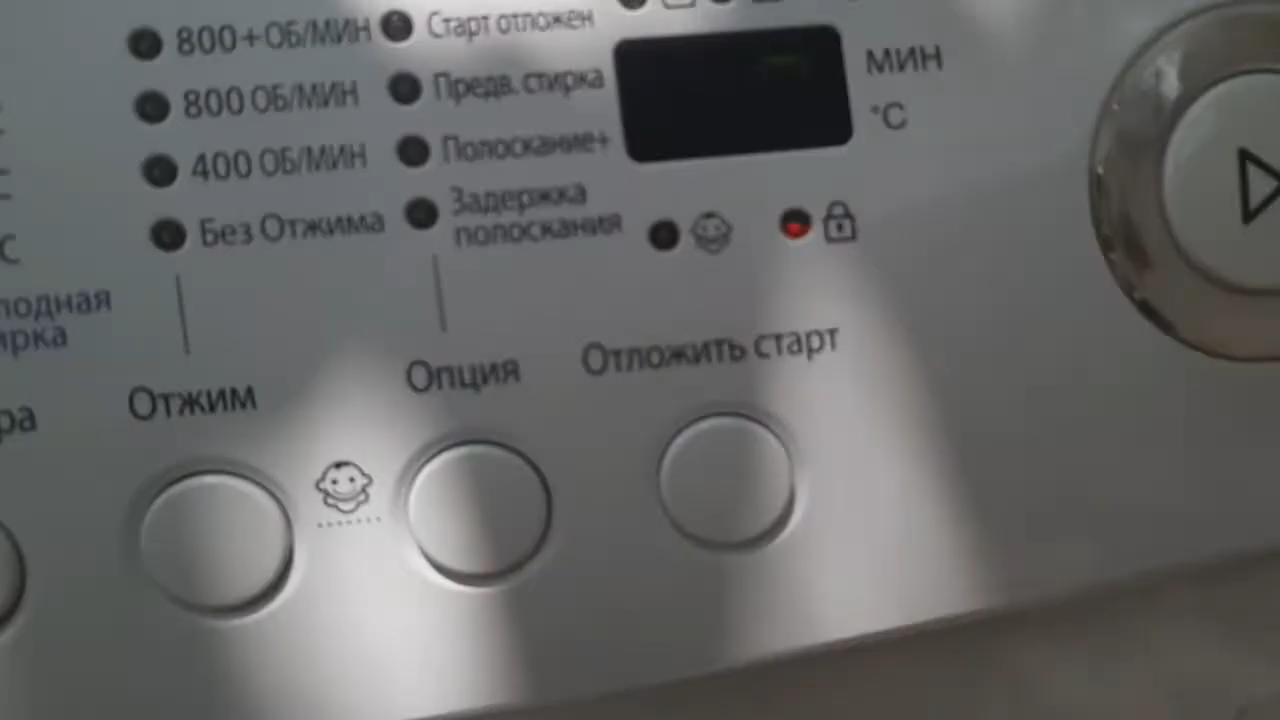 800+ОБ/МИН
Старт отложен
800 ОБ/МИН
Предв. стирка
400 ОБ/МИН
Полоскание+
Без Отжима
Задержка
полоскания
МИН
°С
С
Отжим
Опция
Отложить старт